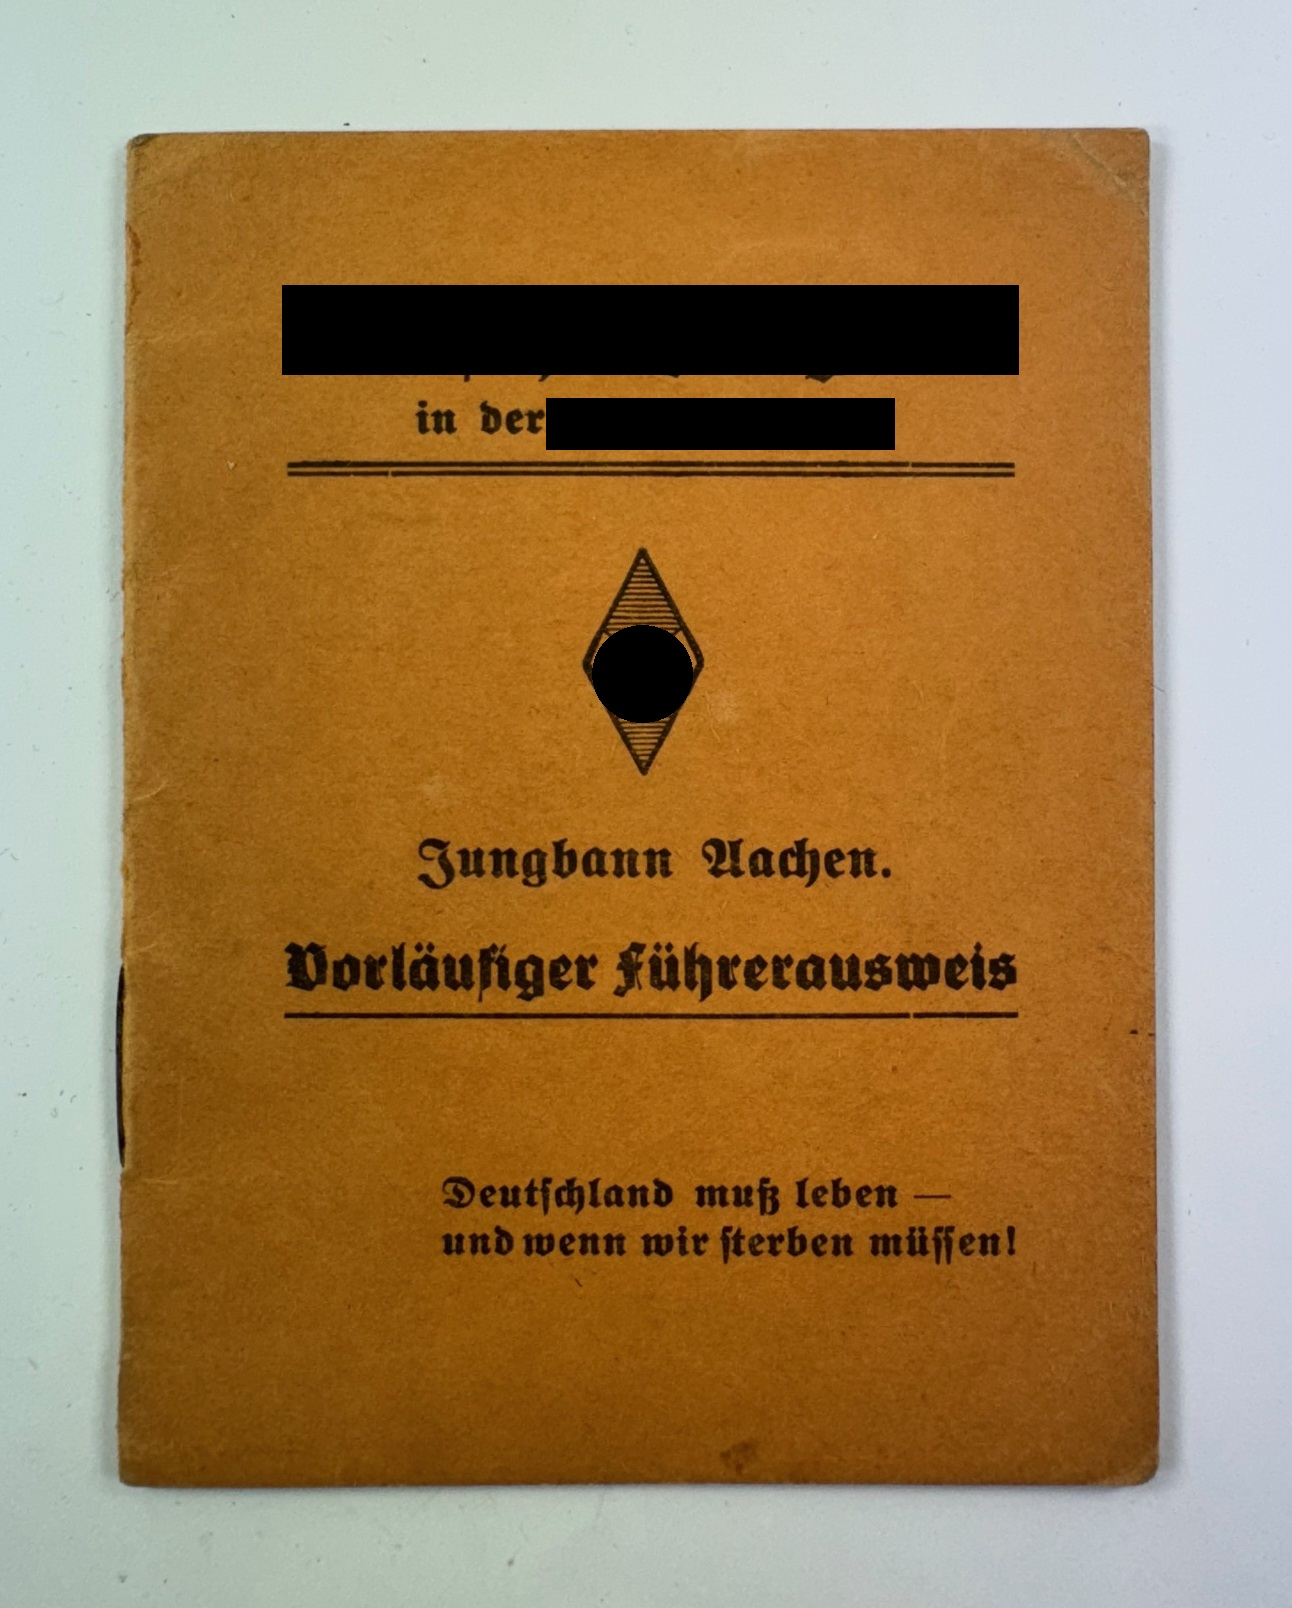 in der
Jungbann Aachen.
Vorläufiger Führerausweis
Deutschland muß leben —
und wenn wir sterben müssen!